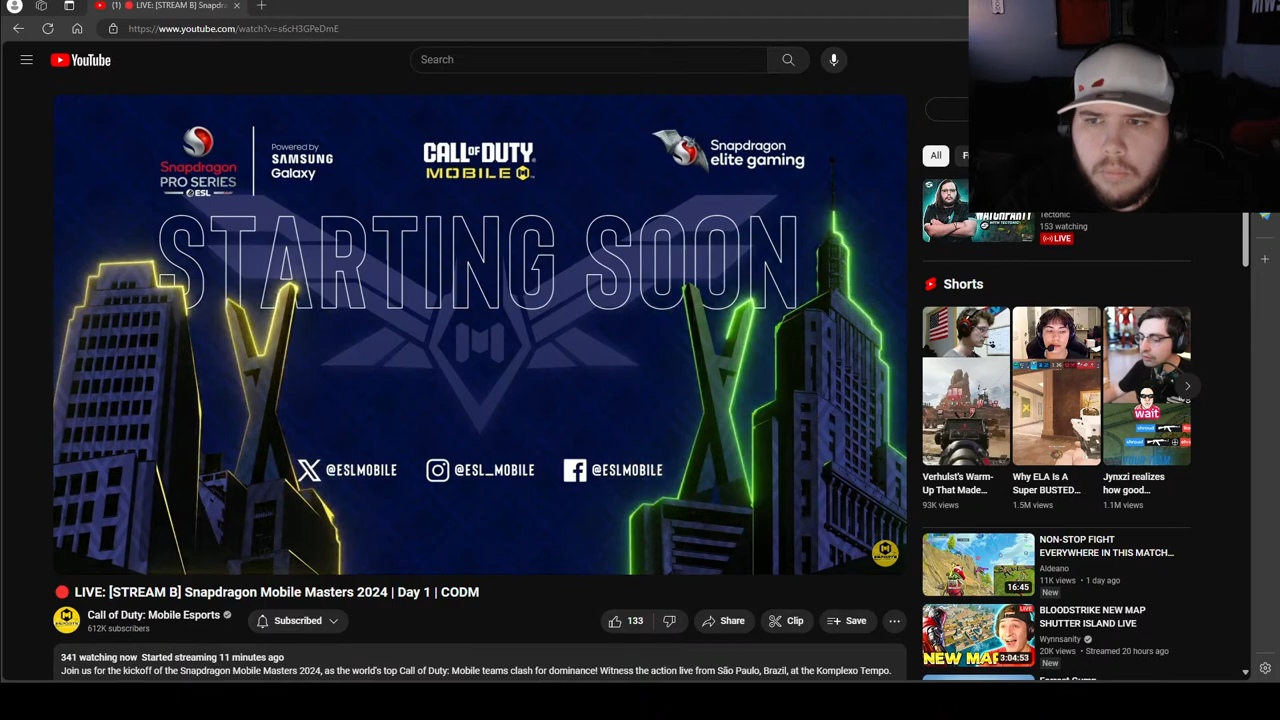 (1) 🔴 LIVE: [STREAM B] Snapdr
https://www.youtube.com/watch?v=s6cH3GPeDmE
YouTube
Search
Snapdragon
PRO SERIES
ESL
Powered by
SAMSUNG
Galaxy
CALL OF DUTY
MOBILE
Snapdragon
elite gaming
STARTING SOON
@ESLMOBILE
@ESL_MOBILE
@ESLMOBILE
🔴 LIVE: [STREAM B] Snapdragon Mobile Masters 2024 | Day 1 | CODM
Call of Duty: Mobile Esports
612K subscribers
Subscribed
133
Share
Clip
Save
341 watching now Started streaming 11 minutes ago
Join us for the kickoff of the Snapdragon Mobile Masters 2024, as the world's top Call of Duty: Mobile teams clash for dominance! Witness the action live from São Paulo, Brazil, at the Komplexo Tempo.
All
WATCHPARTY
WITH TECTONIC
Tectonic
153 watching
LIVE
Shorts
wait
Verhulst's Warm-
Up That Made...
93K views
Why ELA Is A
Super BUSTED...
1.5M views
Jynxzi realizes
how good...
1.1M views
16:45
NON-STOP FIGHT
EVERYWHERE IN THIS MATCH...
Aldeano
11K views • 1 day ago
New
LIVE
NEW MAP
3:04:53
BLOODSTRIKE NEW MAP
SHUTTER ISLAND LIVE
Wynnsanity
20K views • Streamed 20 hours ago
New